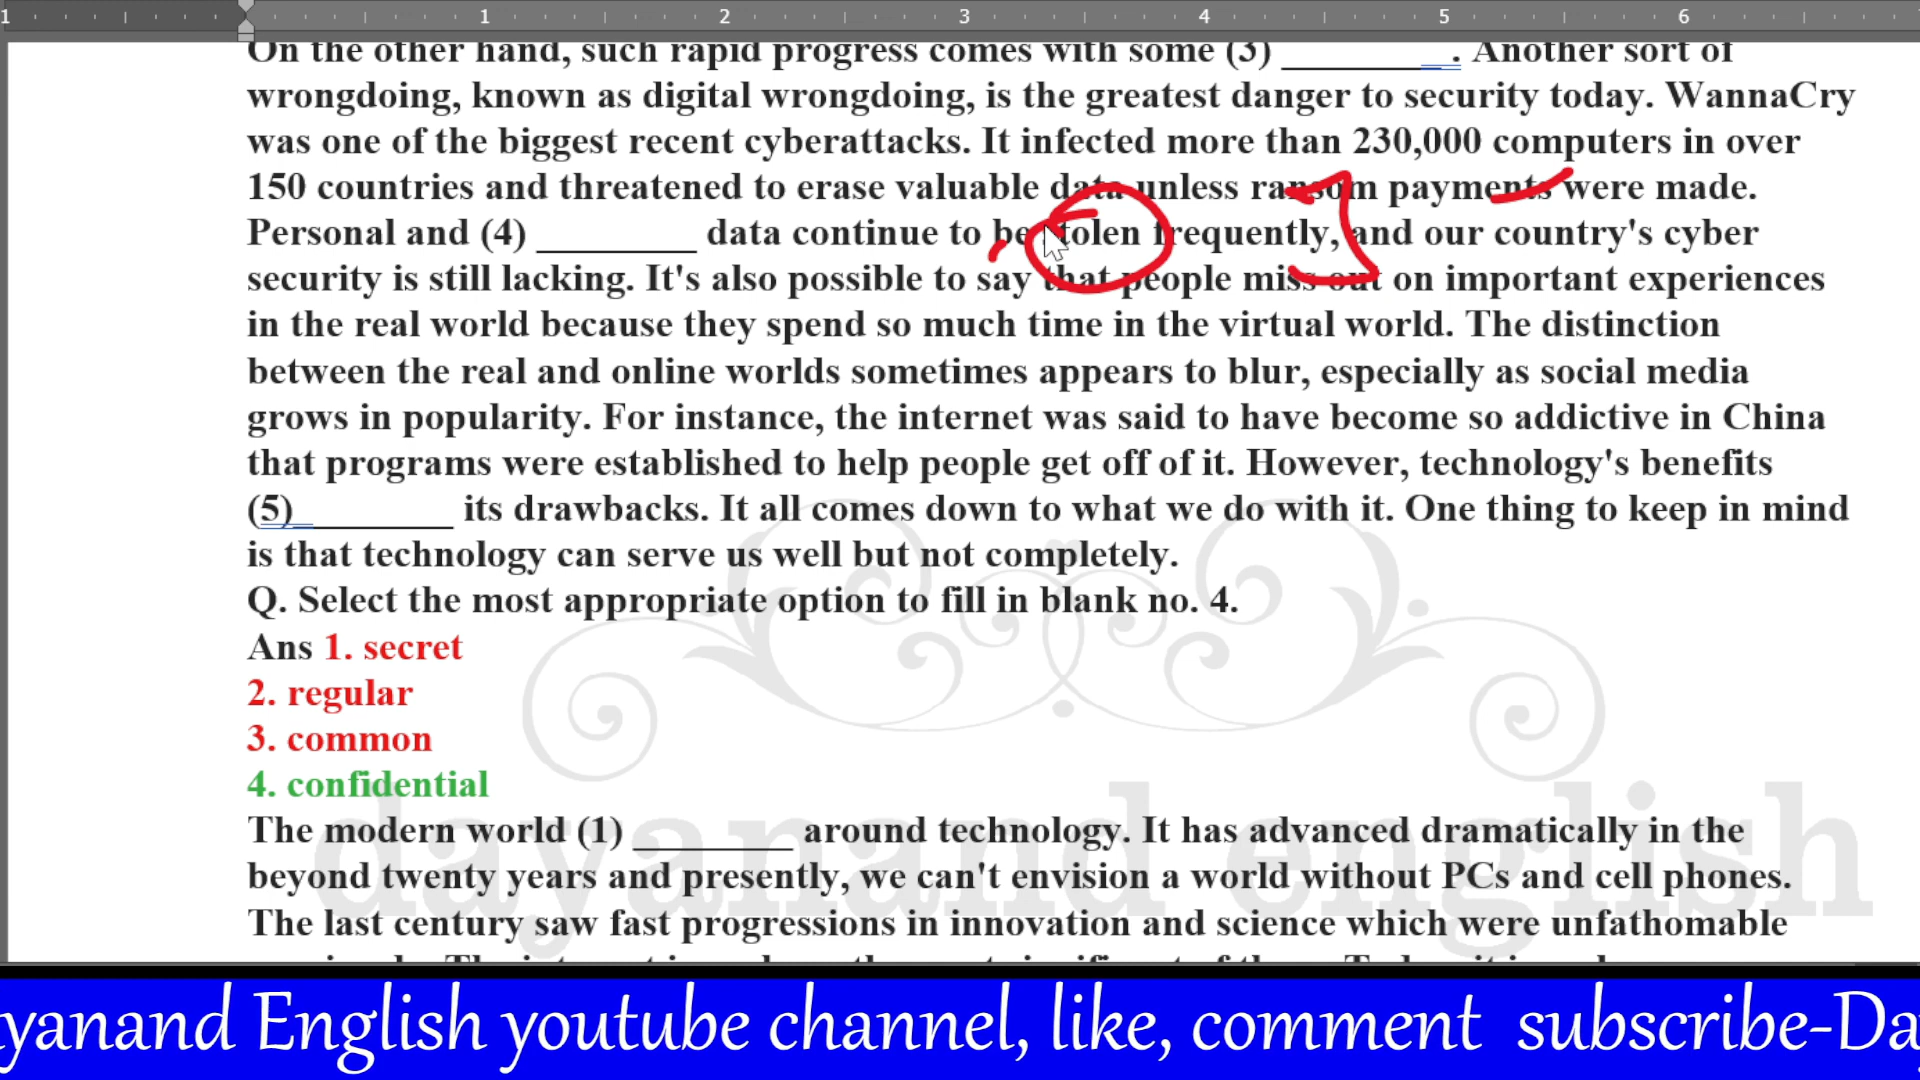 1 1 2 3 4 5 6
On the other hand, such rapid progress comes with some (3) ________ . Another sort of
wrongdoing, known as digital wrongdoing, is the greatest danger to security today. WannaCry
was one of the biggest recent cyberattacks. It infected more than 230,000 computers in over
150 countries and threatened to erase valuable data unless ransom payments were made.
Personal and (4) ________ data continue to be stolen frequently, and our country's cyber
security is still lacking. It's also possible to say that people miss out on important experiences
in the real world because they spend so much time in the virtual world. The distinction
between the real and online worlds sometimes appears to blur, especially as social media
grows in popularity. For instance, the internet was said to have become so addictive in China
that programs were established to help people get off of it. However, technology's benefits
(5)________ its drawbacks. It all comes down to what we do with it. One thing to keep in mind
is that technology can serve us well but not completely.
Q. Select the most appropriate option to fill in blank no. 4.
Ans 1. secret
2. regular
3. common
4. confidential
The modern world (1) ________ around technology. It has advanced dramatically in the
beyond twenty years and presently, we can't envision a world without PCs and cell phones.
The last century saw fast progressions in innovation and science which were unfathomable
dayanand english
yanand English youtube channel, like, comment subscribe-Da